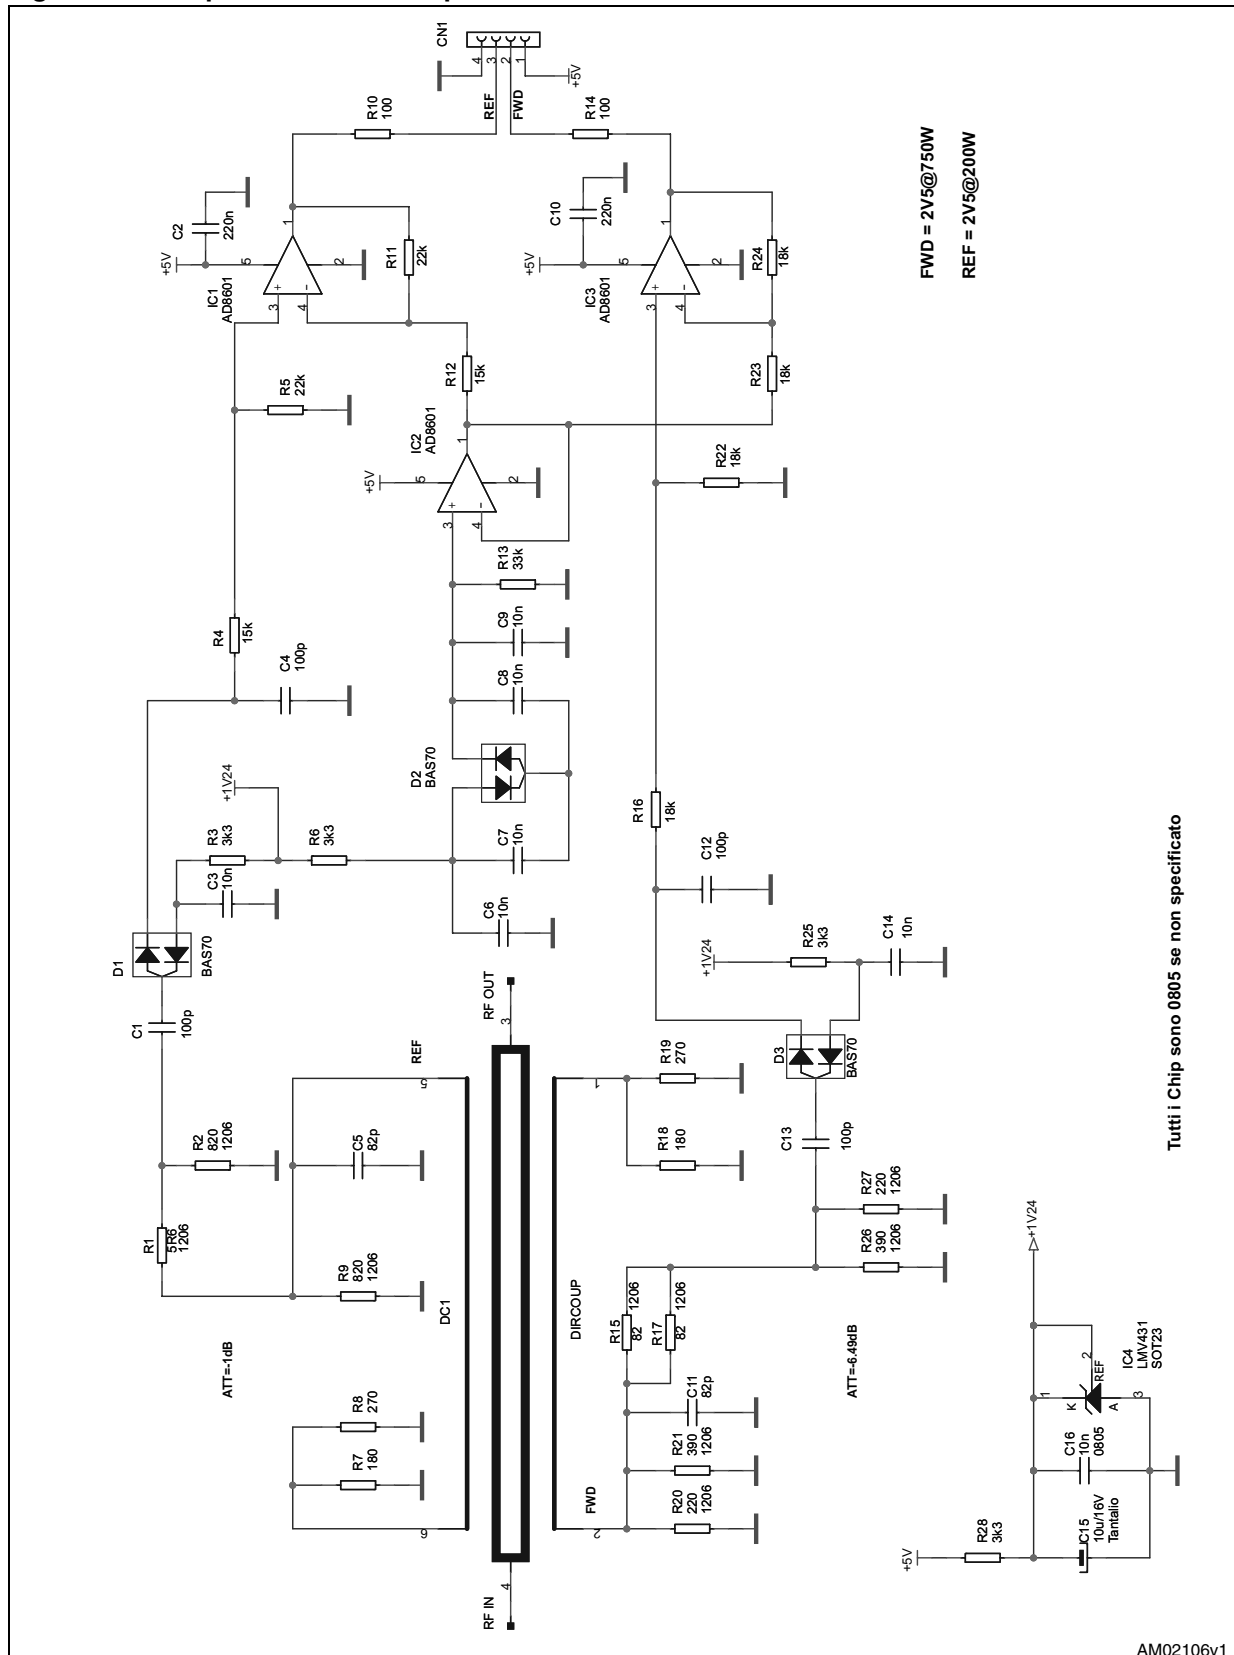 CN1
4
3
2
1
+5V
REF
FWD
R10
100
R14
100
C2
220n
+5V
5
1
2
3
4
+
-
IC1
AD8601
R11
22k
C10
220n
+5V
5
1
2
3
4
+
-
IC3
AD8601
R24
18k
R23
18k
R12
15k
R5
22k
IC2
AD8601
+5V
5
1
2
3
4
+
-
R22
18k
R13
33k
C9
10n
C8
10n
R4
15k
C4
100p
D2
BAS70
C7
10n
C6
10n
+1V24
R3
3k3
R6
3k3
C3
10n
D1
BAS70
R16
18k
C12
100p
+1V24
R25
3k3
C14
10n
D3
BAS70
C1
100p
R2
820
1206
R1
5R6
1206
C5
82p
R9
820
1206
REF
5
RF OUT
3
DC1
DIRCOUP
ATT=-1dB
R8
270
R7
180
6
RF IN
4
FWD
2
1
R19
270
R18
180
C13
100p
R27
220
1206
R26
390
1206
R15
82
1206
R17
82
1206
C11
82p
R21
390
1206
R20
220
1206
ATT=-6.49dB
FWD = 2V5@750W
REF = 2V5@200W
Tutti i Chip sono 0805 se non specificato
+1V24
IC4
LMV431
SOT23
REF
K
A
1
2
3
C16
10n
0805
C15
10u/16V
Tantalio
R28
3k3
+5V
AM02106v1